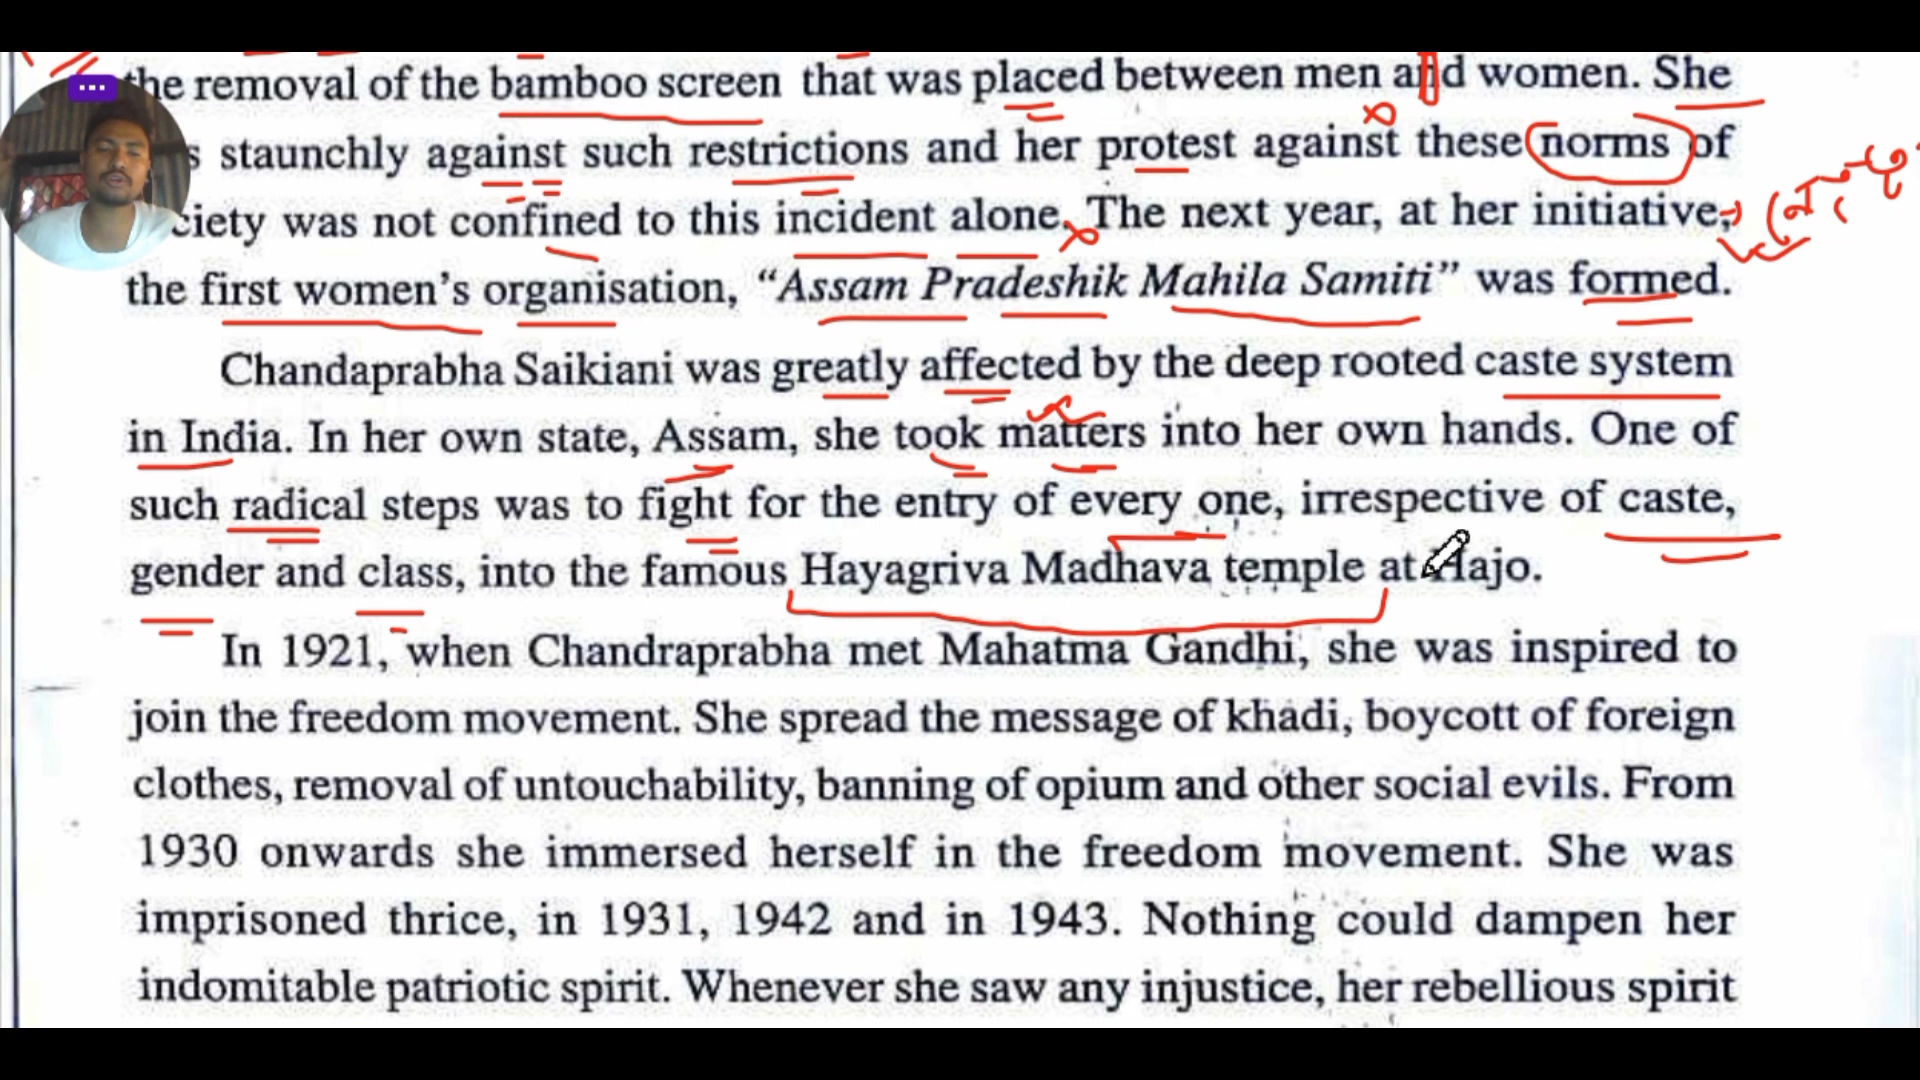 the removal of the bamboo screen that was placed between men and women. She
s staunchly against such restrictions and her protest against these norms of
ciety was not confined to this incident alone. The next year, at her initiative,
the first women's organisation, “Assam Pradeshik Mahila Samiti” was formed.
Chandaprabha Saikiani was greatly affected by the deep rooted caste system
in India. In her own state, Assam, she took matters into her own hands. One of
such radical steps was to fight for the entry of every one, irrespective of caste,
gender and class, into the famous Hayagriva Madhava temple at Hajo.
In 1921, when Chandraprabha met Mahatma Gandhi, she was inspired to
join the freedom movement. She spread the message of khadi, boycott of foreign
clothes, removal of untouchability, banning of opium and other social evils. From
1930 onwards she immersed herself in the freedom movement. She was
imprisoned thrice, in 1931, 1942 and in 1943. Nothing could dampen her
indomitable patriotic spirit. Whenever she saw any injustice, her rebellious spirit